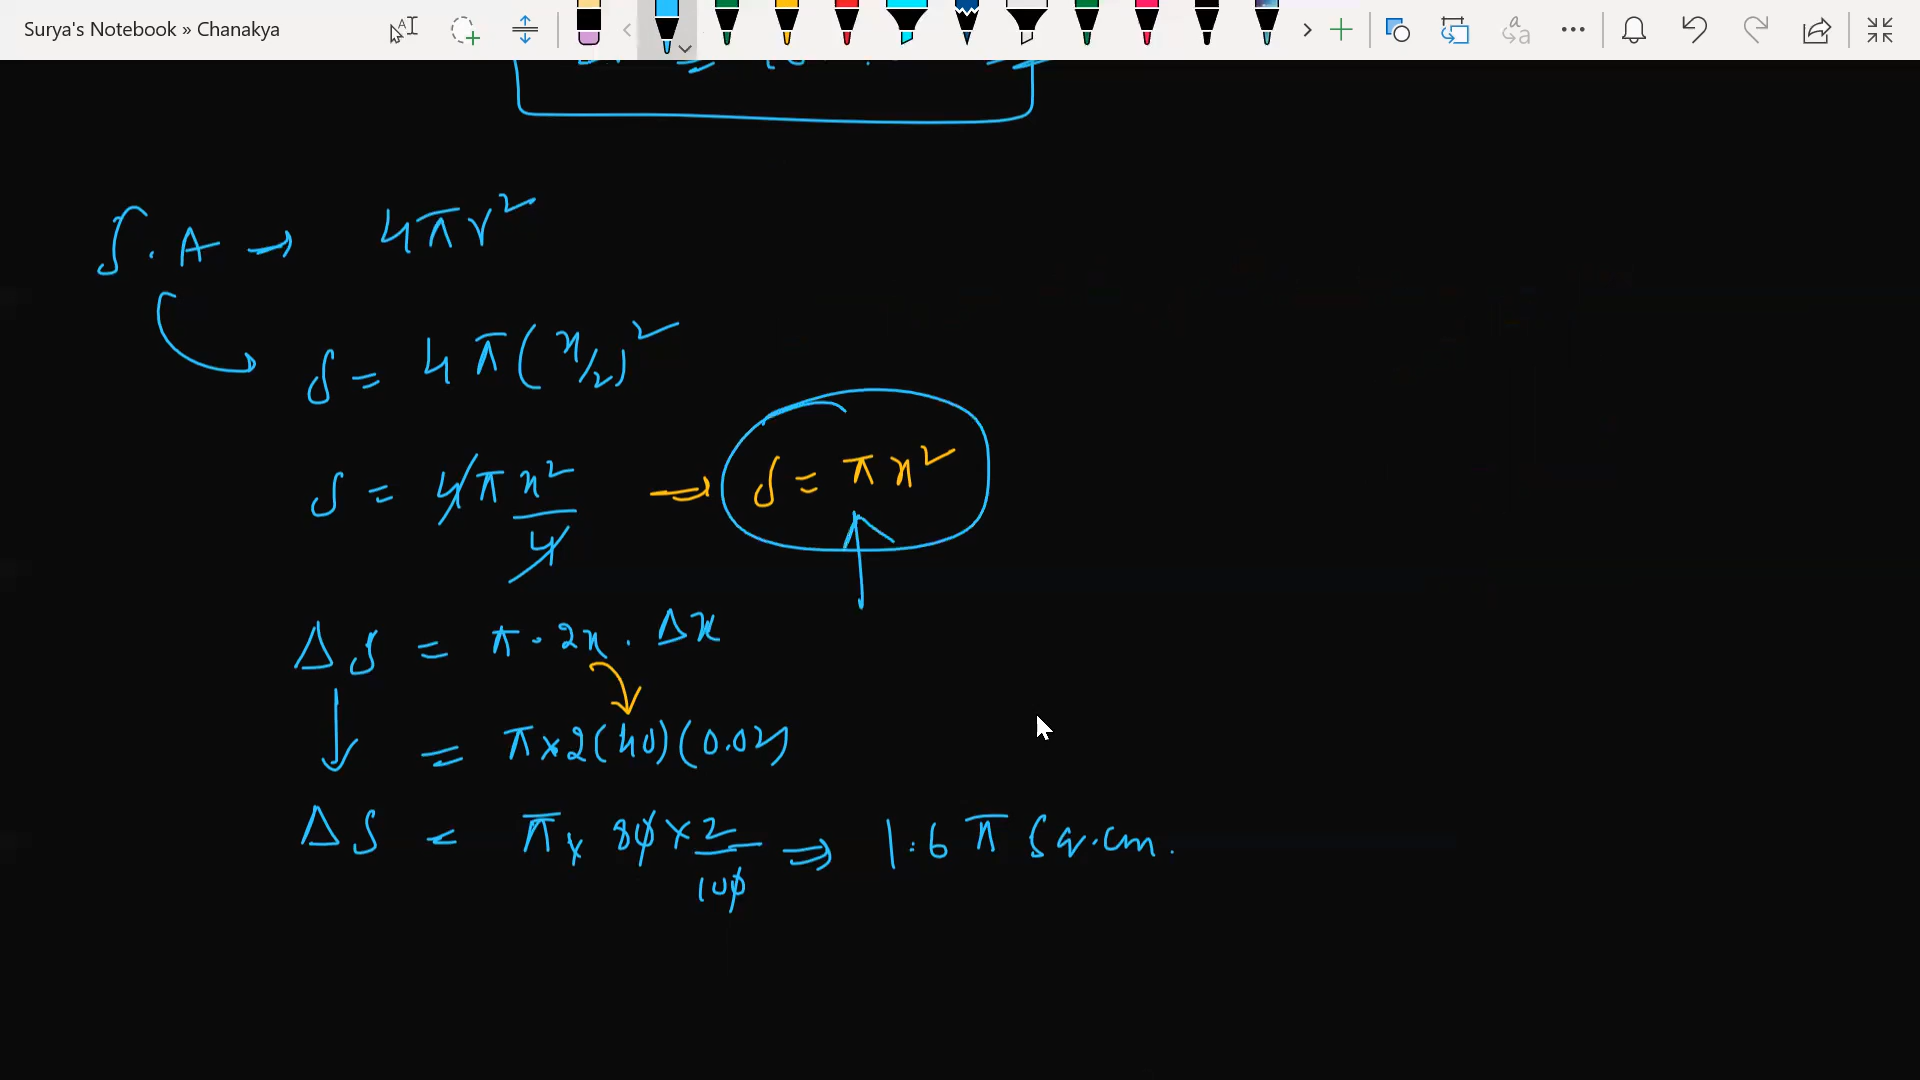 Surya's Notebook » Chanakya
S.A → 4πr²
S = 4π(x/2)²
S = 4πx²/4 → S = πx²
ΔS = π · 2x . Δx
= π×2(40)(0.02)
ΔS = π × 80 × 2/100 ⇒ 1.6 π Sq.cm.